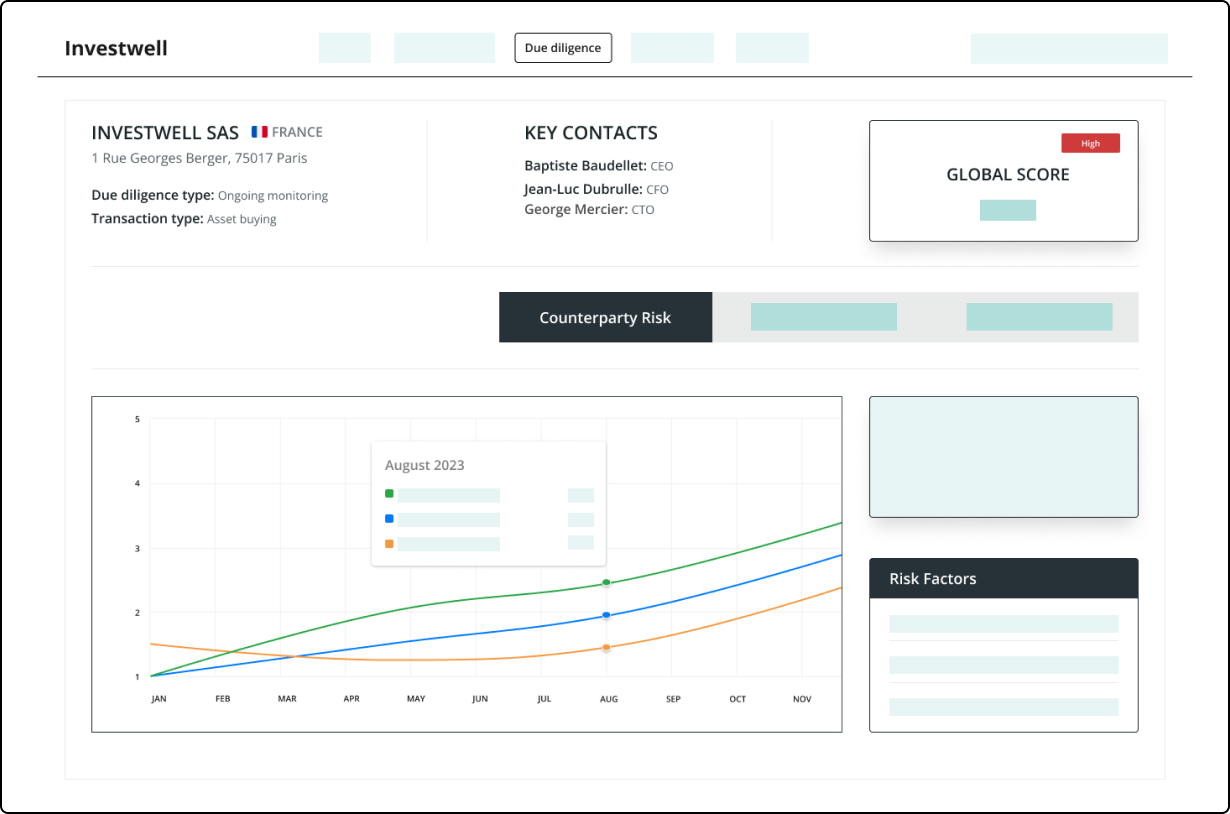 Investwell
Due diligence
INVESTWELL SAS FRANCE
1 Rue Georges Berger, 75017 Paris
Due diligence type: Ongoing monitoring
Transaction type: Asset buying
KEY CONTACTS
Baptiste Baudellet: CEO
Jean-Luc Dubrulle: CFO
George Mercier: CTO
High
GLOBAL SCORE
Counterparty Risk
5
4
3
2
1
August 2023
JAN FEB MAR APR MAY JUN JUL AUG SEP OCT NOV
Risk Factors